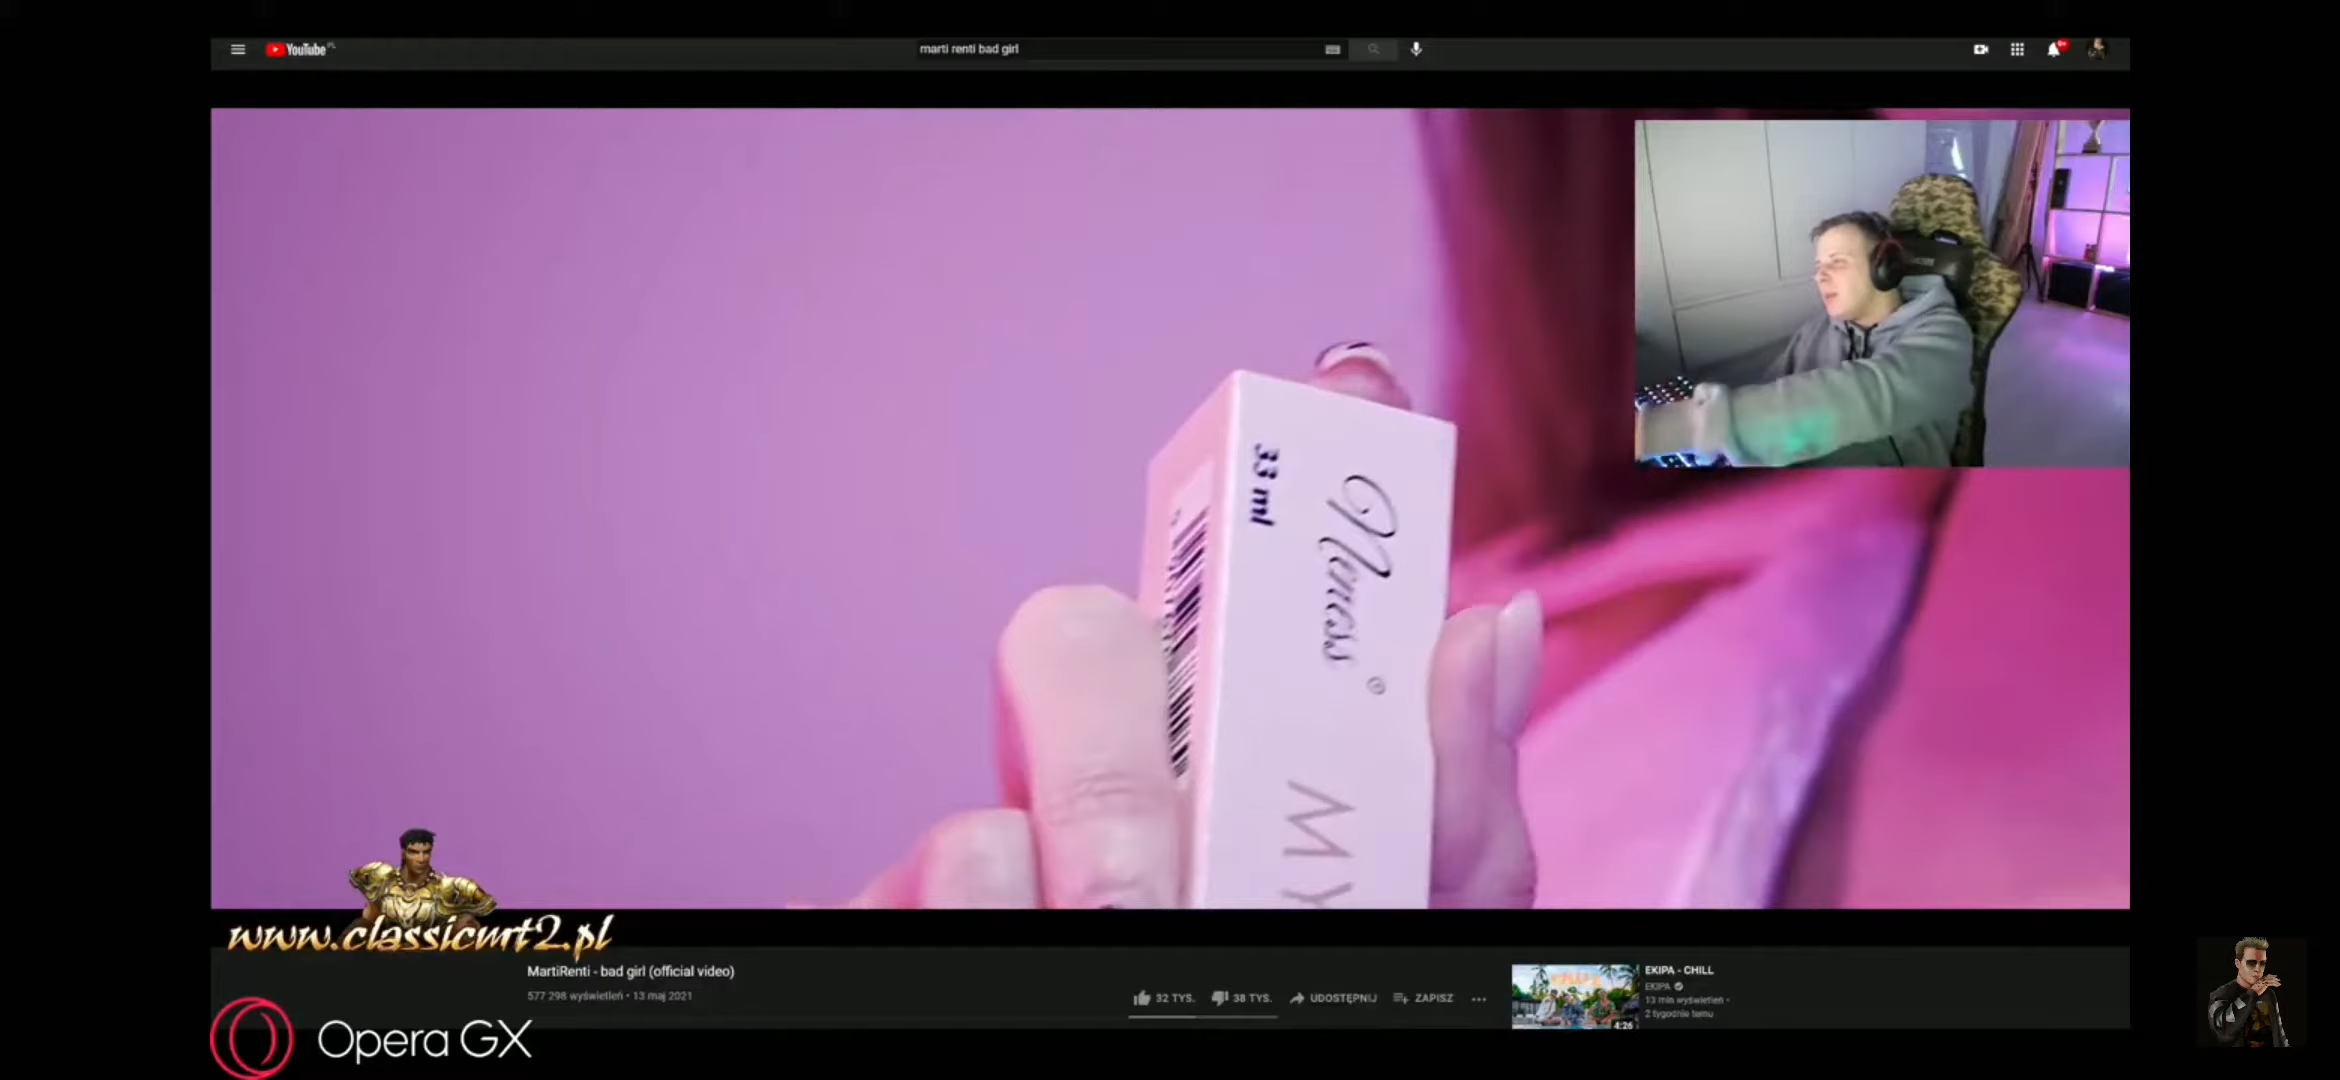 YouTube PL
marti renti bad girl
9+
33 ml
Neness®
MY
www.classicmt2.pl
MartiRenti - bad girl (official video)
577 298 wyświetleń • 13 maj 2021
32 TYS.
38 TYS.
UDOSTĘPNIJ
ZAPISZ
EKIPA - CHILL
EKIPA
13 mln wyświetleń •
2 tygodnie temu
4:26
Opera GX